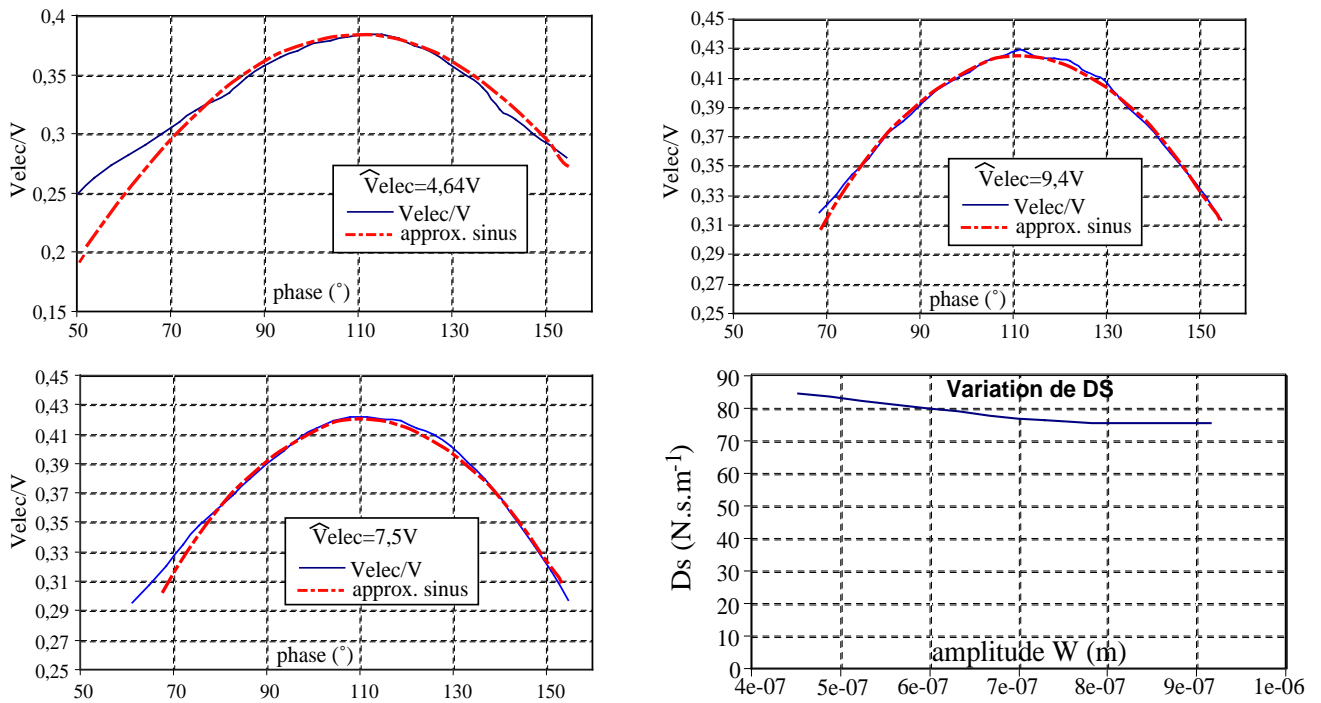 0,4
0,35
0,3
0,25
0,2
0,15
Velec/V
V̂elec=4,64V
Velec/V
approx. sinus
phase (°)
50 70 90 110 130 150
0,45
0,43
0,41
0,39
0,37
0,35
0,33
0,31
0,29
0,27
0,25
Velec/V
V̂elec=9,4V
Velec/V
approx. sinus
phase (°)
50 70 90 110 130 150
0,45
0,43
0,41
0,39
0,37
0,35
0,33
0,31
0,29
0,27
0,25
Velec/V
V̂elec=7,5V
Velec/V
approx. sinus
phase (°)
50 70 90 110 130 150
Variation de DS
90
80
70
60
50
40
30
20
10
0
Ds (N.s.m⁻¹)
amplitude W (m)
4e-07 5e-07 6e-07 7e-07 8e-07 9e-07 1e-06